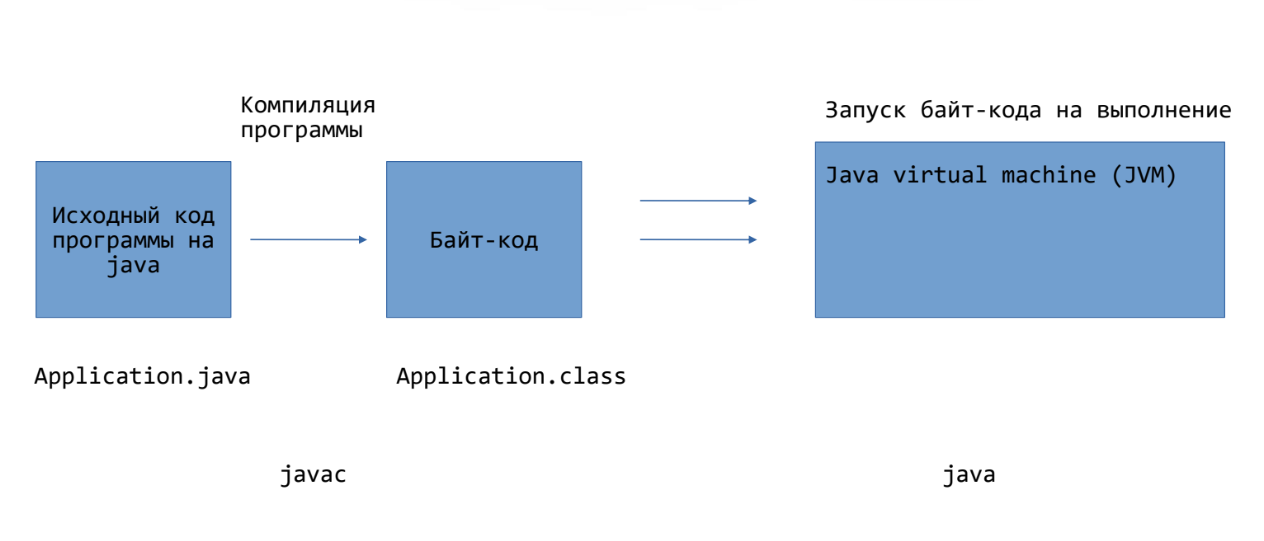 Компиляция
программы
Запуск байт-кода на выполнение
Исходный код
программы на
java
Байт-код
Java virtual machine (JVM)
Application.java
Application.class
javac
java